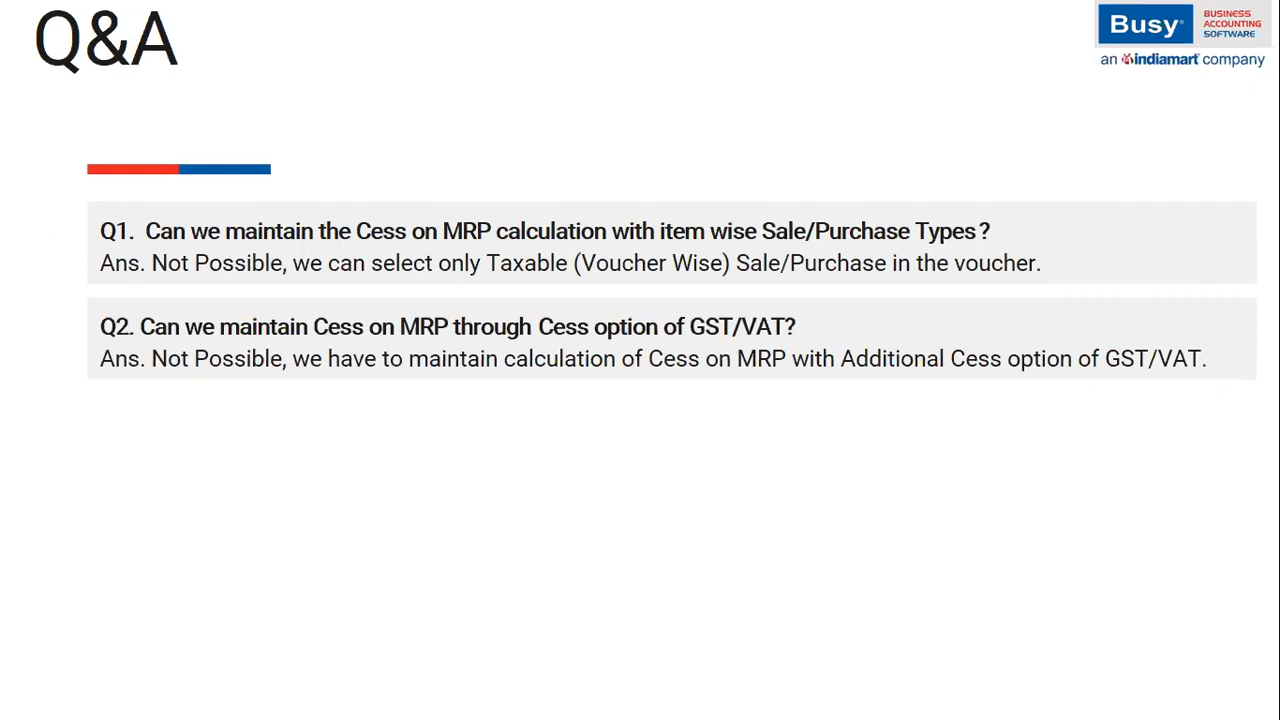 Q&A
Busy
BUSINESS
ACCOUNTING
SOFTWARE
an indiamart company
Q1. Can we maintain the Cess on MRP calculation with item wise Sale/Purchase Types?
Ans. Not Possible, we can select only Taxable (Voucher Wise) Sale/Purchase in the voucher.
Q2. Can we maintain Cess on MRP through Cess option of GST/VAT?
Ans. Not Possible, we have to maintain calculation of Cess on MRP with Additional Cess option of GST/VAT.